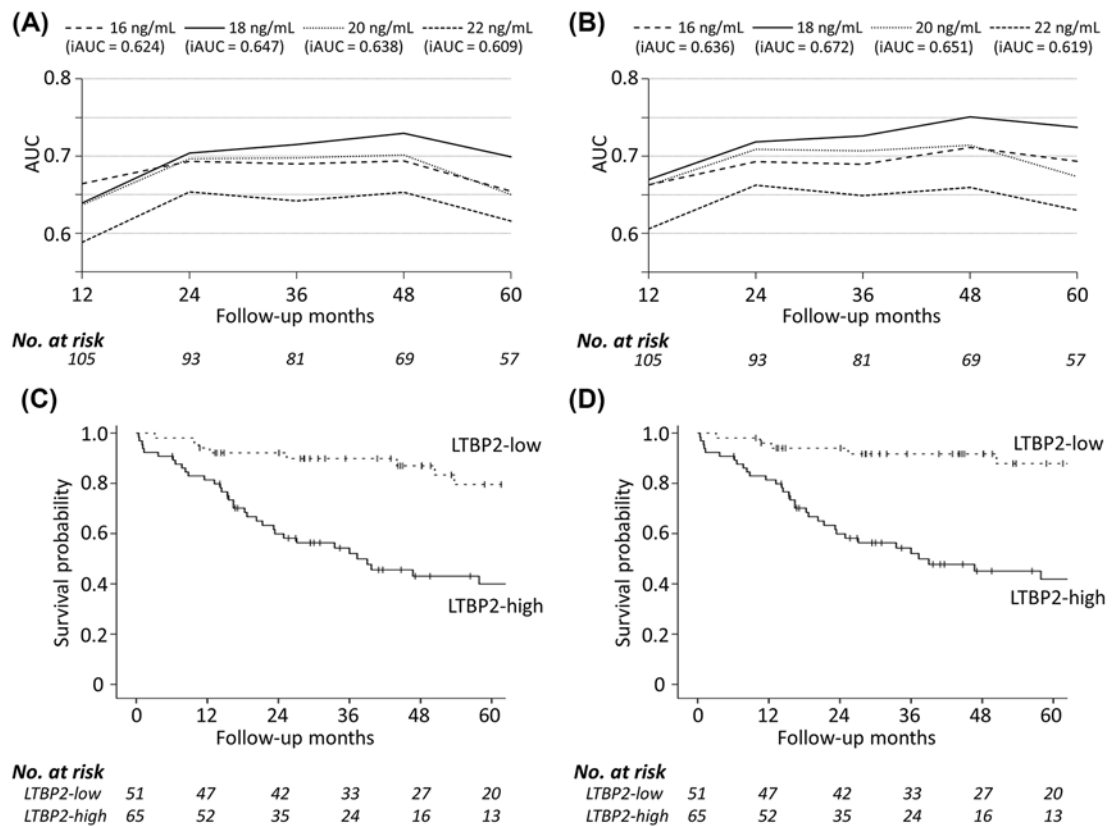 (A)
16 ng/mL 18 ng/mL 20 ng/mL 22 ng/mL
(iAUC = 0.624) (iAUC = 0.647) (iAUC = 0.638) (iAUC = 0.609)
0.8
0.7
0.6
AUC
12 24 36 48 60
Follow-up months
No. at risk
105 93 81 69 57
(B)
16 ng/mL 18 ng/mL 20 ng/mL 22 ng/mL
(iAUC = 0.636) (iAUC = 0.672) (iAUC = 0.651) (iAUC = 0.619)
0.8
0.7
0.6
AUC
12 24 36 48 60
Follow-up months
No. at risk
105 93 81 69 57
(C)
1.0
0.8
0.6
0.4
0.2
0
Survival probability
LTBP2-low
LTBP2-high
0 12 24 36 48 60
Follow-up months
No. at risk
LTBP2-low 51 47 42 33 27 20
LTBP2-high 65 52 35 24 16 13
(D)
1.0
0.8
0.6
0.4
0.2
0
Survival probability
LTBP2-low
LTBP2-high
0 12 24 36 48 60
Follow-up months
No. at risk
LTBP2-low 51 47 42 33 27 20
LTBP2-high 65 52 35 24 16 13